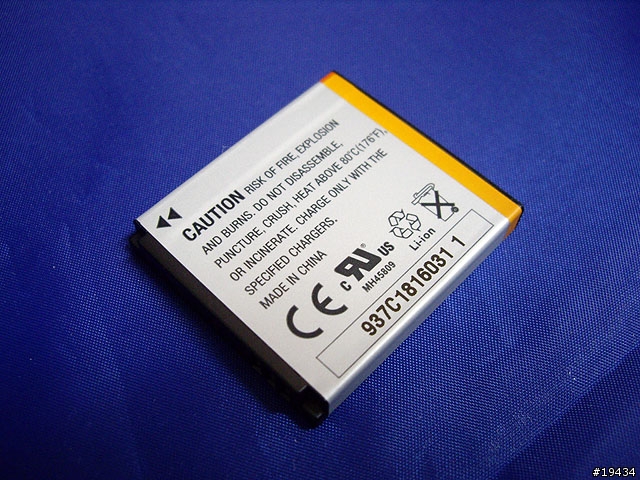 CAUTION RISK OF FIRE, EXPLOSION
AND BURNS. DO NOT DISASSEMBLE,
PUNCTURE, CRUSH, HEAT ABOVE 80°C(176°F),
OR INCINERATE. CHARGE ONLY WITH THE
SPECIFIED CHARGERS.
MADE IN CHINA
CE
c RU US
MH45809
Li-ion
937C1816031 1
#19434